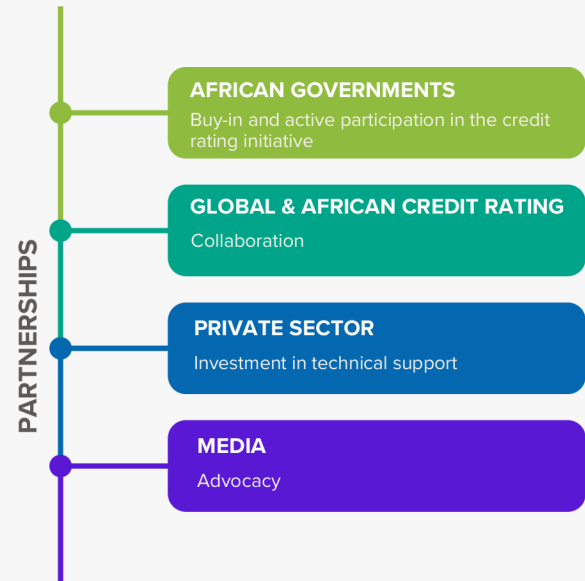 PARTNERSHIPS
AFRICAN GOVERNMENTS
Buy-in and active participation in the credit
rating initiative
GLOBAL & AFRICAN CREDIT RATING
Collaboration
PRIVATE SECTOR
Investment in technical support
MEDIA
Advocacy